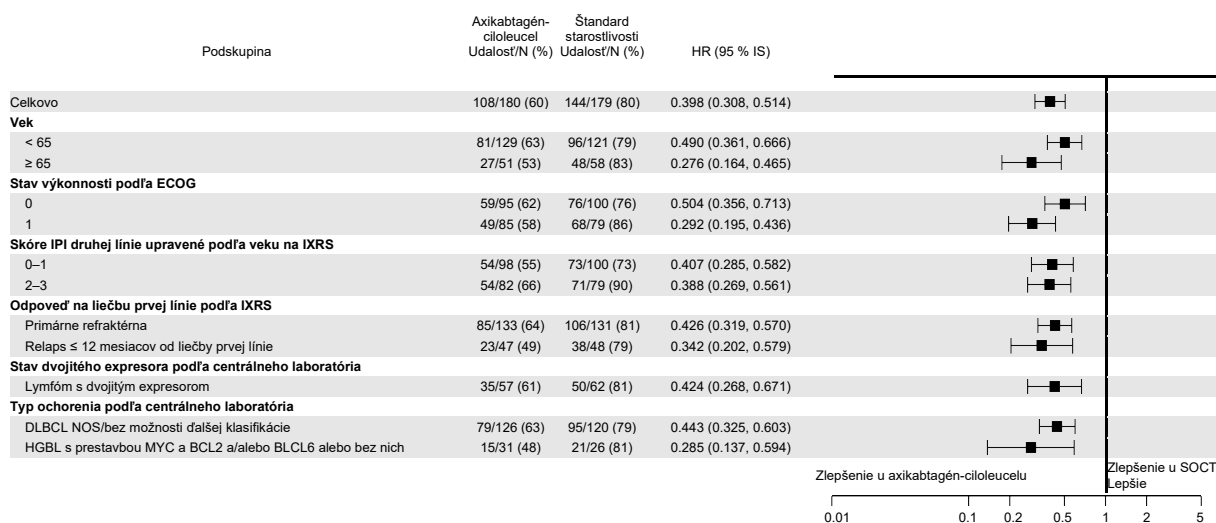 Axikabtagén-
ciloleucel
Udalosť/N (%)
Štandard
starostlivosti
Udalosť/N (%)
Podskupina
HR (95 % IS)
Celkovo 108/180 (60) 144/179 (80) 0.398 (0.308, 0.514)
Vek
< 65 81/129 (63) 96/121 (79) 0.490 (0.361, 0.666)
≥ 65 27/51 (53) 48/58 (83) 0.276 (0.164, 0.465)
Stav výkonnosti podľa ECOG
0 59/95 (62) 76/100 (76) 0.504 (0.356, 0.713)
1 49/85 (58) 68/79 (86) 0.292 (0.195, 0.436)
Skóre IPI druhej línie upravené podľa veku na IXRS
0–1 54/98 (55) 73/100 (73) 0.407 (0.285, 0.582)
2–3 54/82 (66) 71/79 (90) 0.388 (0.269, 0.561)
Odpoveď na liečbu prvej línie podľa IXRS
Primárne refraktérna 85/133 (64) 106/131 (81) 0.426 (0.319, 0.570)
Relaps ≤ 12 mesiacov od liečby prvej línie 23/47 (49) 38/48 (79) 0.342 (0.202, 0.579)
Stav dvojitého expresora podľa centrálneho laboratória
Lymfóm s dvojitým expresorom 35/57 (61) 50/62 (81) 0.424 (0.268, 0.671)
Typ ochorenia podľa centrálneho laboratória
DLBCL NOS/bez možnosti ďalšej klasifikácie 79/126 (63) 95/120 (79) 0.443 (0.325, 0.603)
HGBL s prestavbou MYC a BCL2 a/alebo BLCL6 alebo bez nich 15/31 (48) 21/26 (81) 0.285 (0.137, 0.594)
Zlepšenie u axikabtagén-ciloleucelu
Zlepšenie u SOCT
Lepšie
0.01 0.1 0.2 0.5 1 2 5